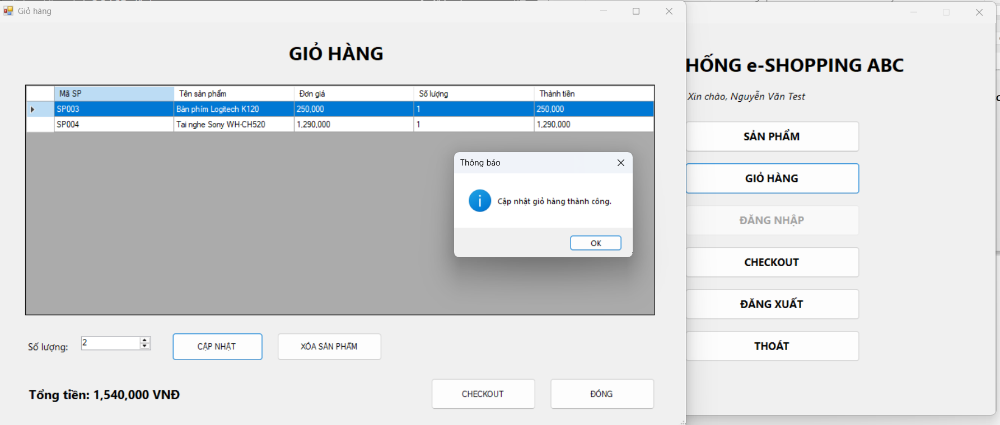 Giỏ hàng
GIỎ HÀNG
Mã SP Tên sản phẩm Đơn giá Số lượng Thành tiền
SP003 Bàn phím Logitech K120 250,000 1 250,000
SP004 Tai nghe Sony WH-CH520 1,290,000 1 1,290,000
Thông báo
Cập nhật giỏ hàng thành công.
OK
Số lượng: 2 CẬP NHẬT XÓA SẢN PHẨM
Tổng tiền: 1,540,000 VNĐ CHECKOUT ĐÓNG
HỐNG e-SHOPPING ABC
Xin chào, Nguyễn Văn Test
SẢN PHẨM
GIỎ HÀNG
ĐĂNG NHẬP
CHECKOUT
ĐĂNG XUẤT
THOÁT